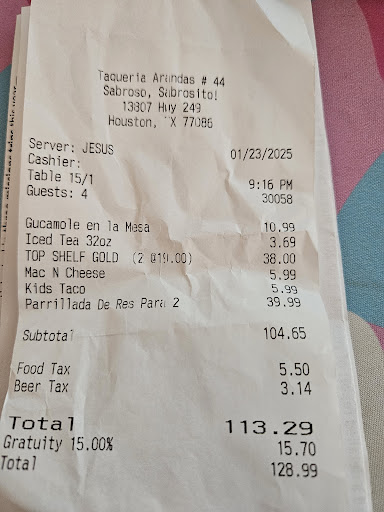 Taqueria Arandas # 44
Sabroso, Sabrosito!
13807 Hwy 249
Houston, TX 77086
Server: JESUS 01/23/2025
Cashier:
Table 15/1 9:16 PM
Guests: 4 30058
Gucamole en la Mesa 10.99
Iced Tea 32oz 3.69
TOP SHELF GOLD (2 @19.00) 38.00
Mac N Cheese 5.99
Kids Taco 5.99
Parrillada De Res Para 2 39.99
Subtotal 104.65
Food Tax 5.50
Beer Tax 3.14
Total 113.29
Gratuity 15.00% 15.70
Total 128.99